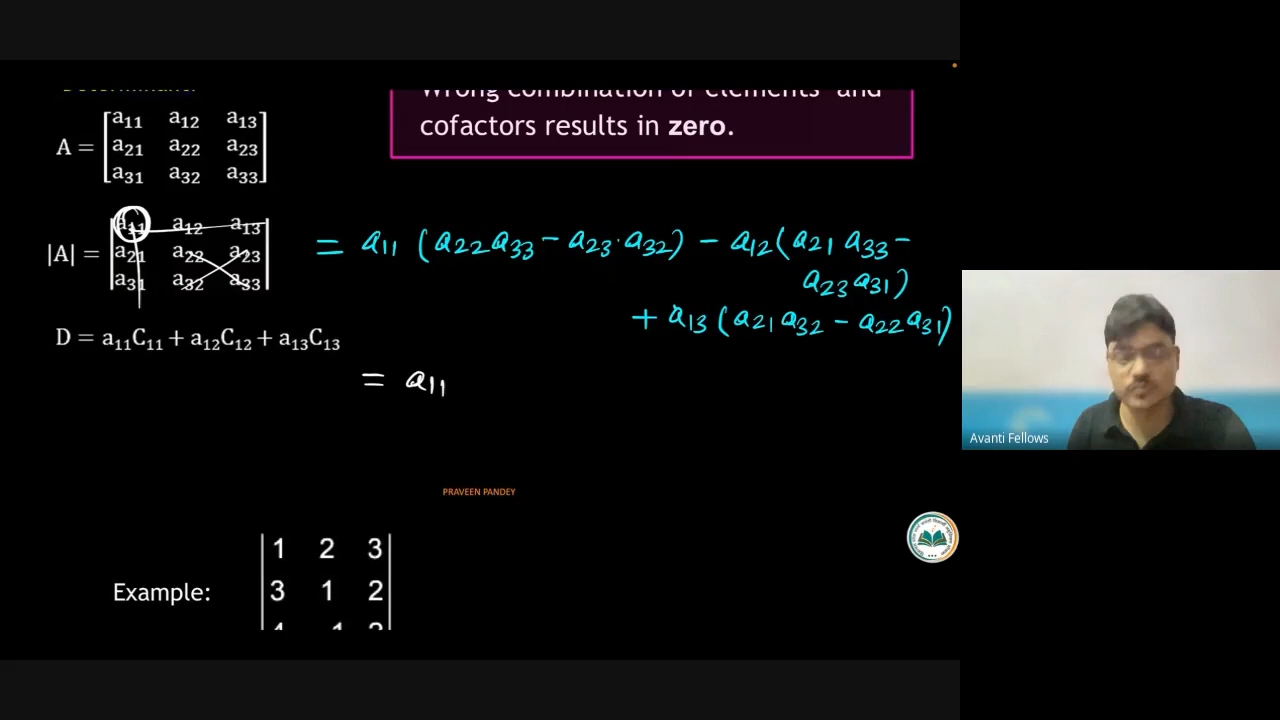 Determinant:
Wrong combination of elements and
cofactors results in zero.
A = [a₁₁ a₁₂ a₁₃
a₂₁ a₂₂ a₂₃
a₃₁ a₃₂ a₃₃]
|A| = |a₁₁ a₁₂ a₁₃
a₂₁ a₂₂ a₂₃
a₃₁ a₃₂ a₃₃|
= a₁₁ (a₂₂a₃₃ - a₂₃·a₃₂) - a₁₂(a₂₁ a₃₃ -
a₂₃a₃₁)
+ a₁₃ (a₂₁a₃₂ - a₂₂a₃₁)
D = a₁₁C₁₁ + a₁₂C₁₂ + a₁₃C₁₃
= a₁₁
Avanti Fellows
PRAVEEN PANDEY
Example:
1 2 3
3 1 2